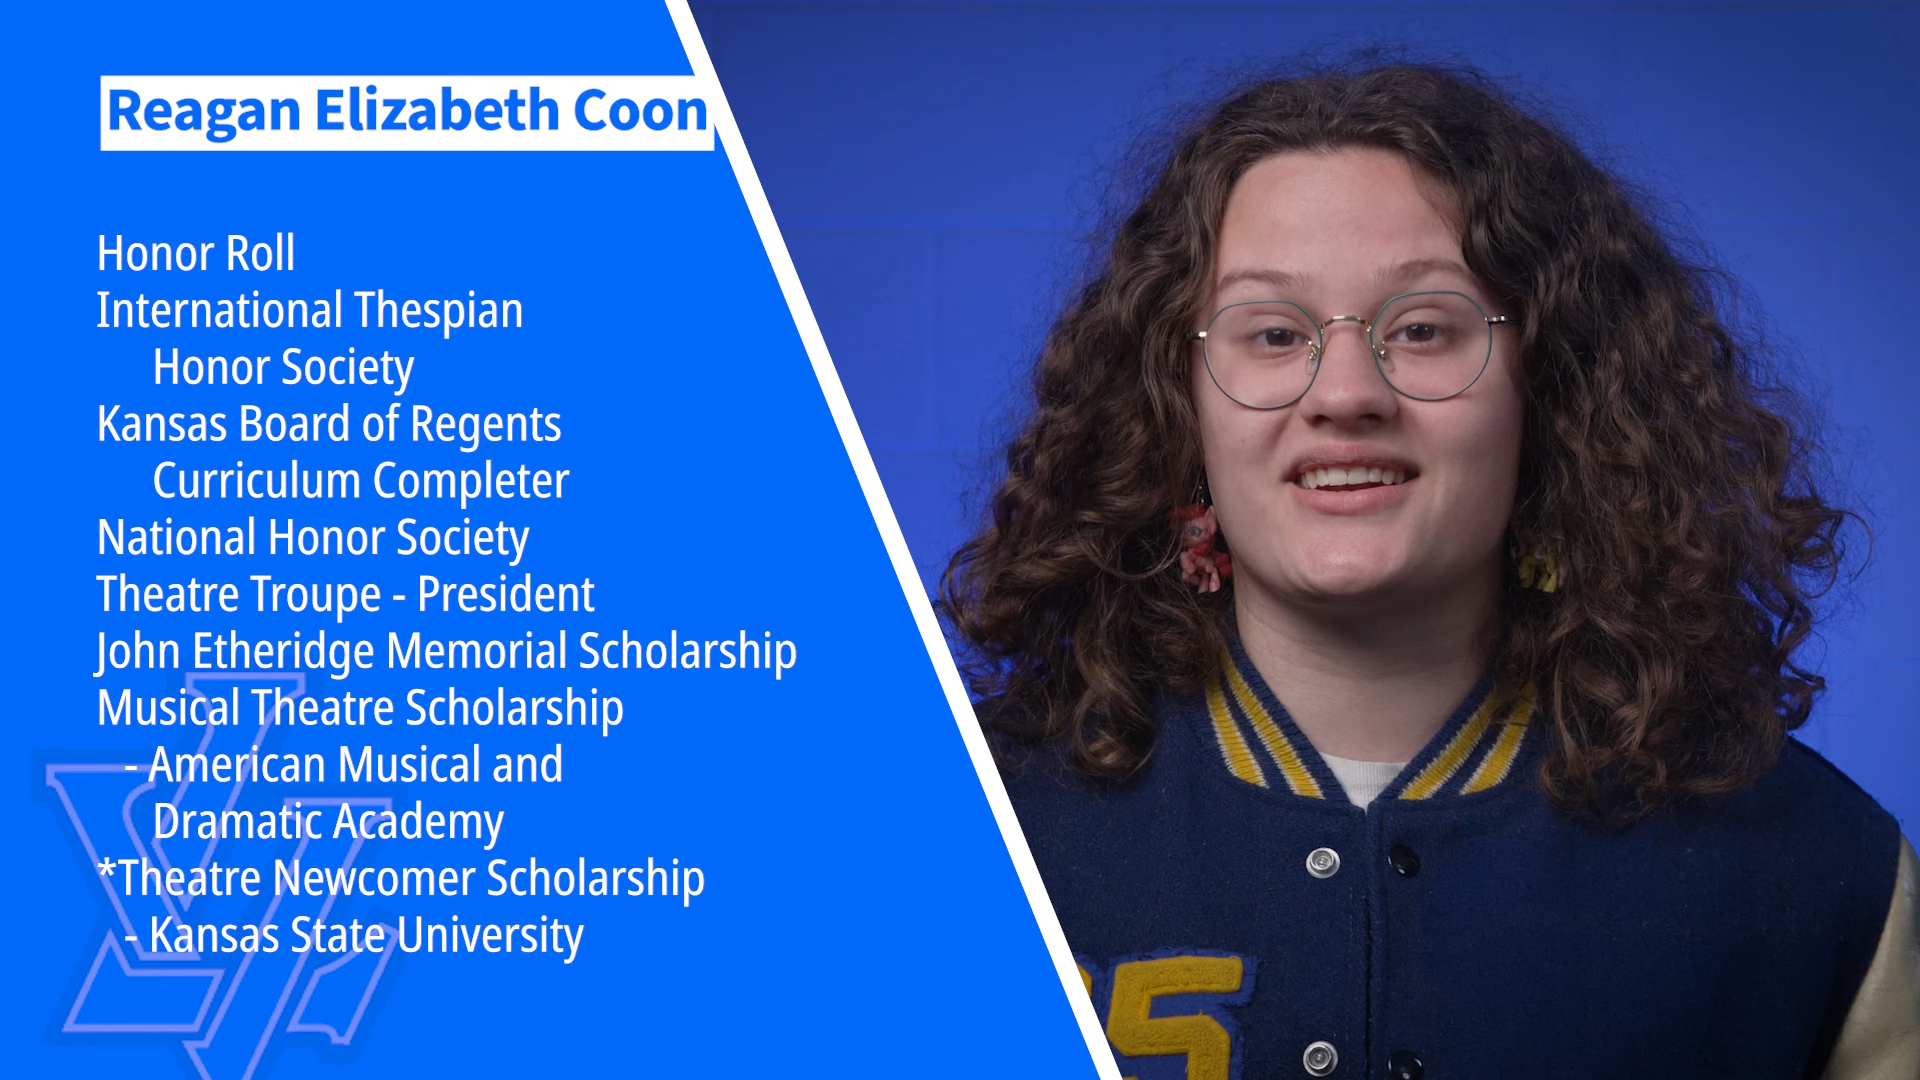 Reagan Elizabeth Coon
Honor Roll
International Thespian
Honor Society
Kansas Board of Regents
Curriculum Completer
National Honor Society
Theatre Troupe - President
John Etheridge Memorial Scholarship
Musical Theatre Scholarship
- American Musical and
Dramatic Academy
*Theatre Newcomer Scholarship
- Kansas State University
5